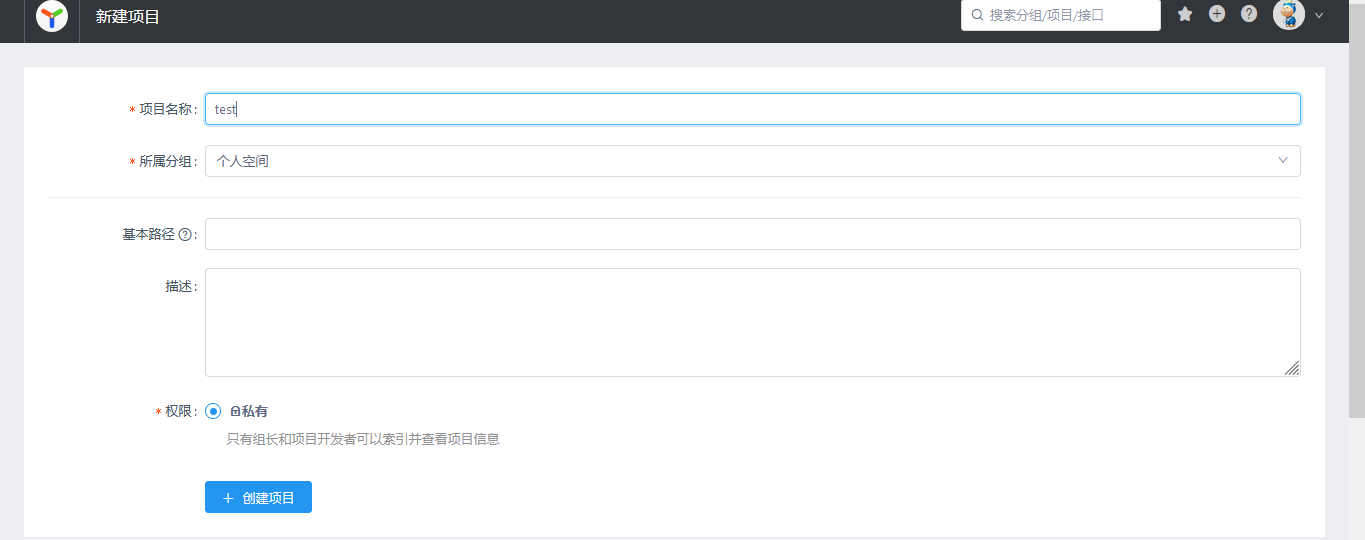 新建项目
搜索分组/项目/接口
* 项目名称 :
test
* 所属分组 :
个人空间
基本路径 ? :
描述 :
* 权限 :
私有
只有组长和项目开发者可以索引并查看项目信息
+ 创建项目